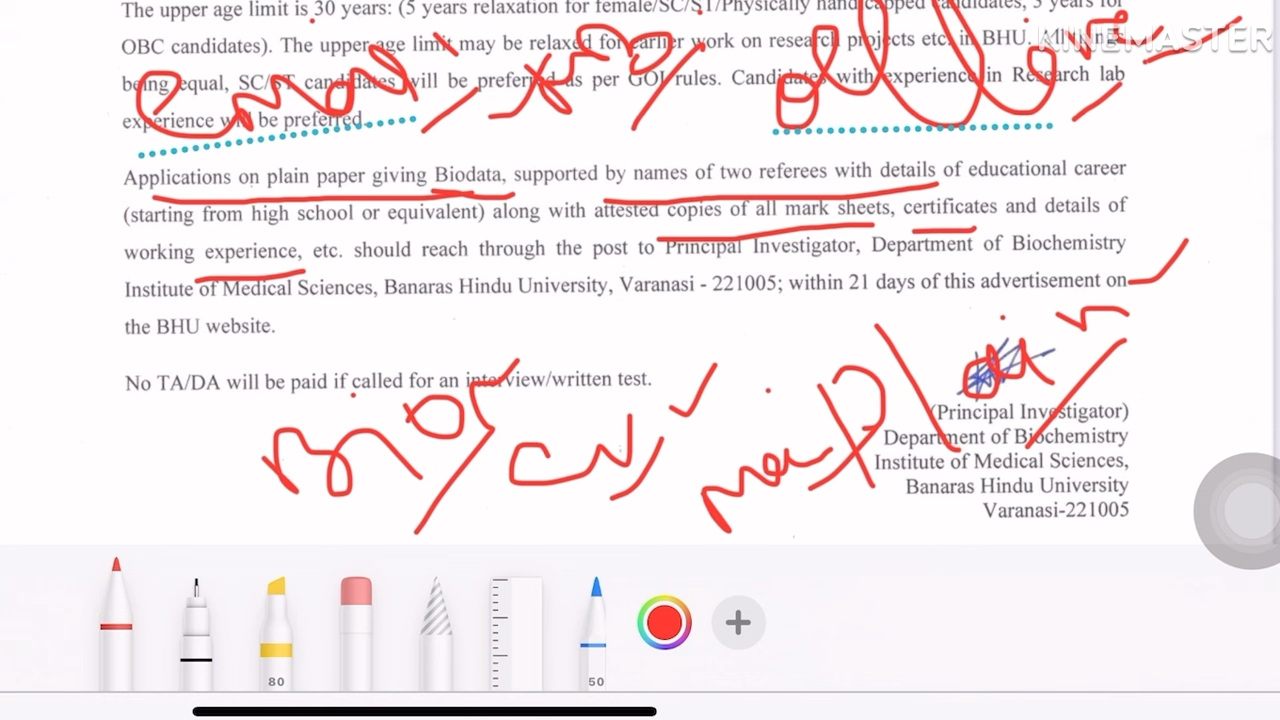 The upper age limit is 30 years: (5 years relaxation for female/SC/ST/Physically handicapped candidates, 3 years for
OBC candidates). The upper age limit may be relaxed for earlier work on research projects etc. in BHU.
KINEMASTER
being equal, SC/ST candidates will be preferred as per GOI rules. Candidates with experience in Research lab
experience will be preferred.
Applications on plain paper giving Biodata, supported by names of two referees with details of educational career
(starting from high school or equivalent) along with attested copies of all mark sheets, certificates and details of
working experience, etc. should reach through the post to Principal Investigator, Department of Biochemistry
Institute of Medical Sciences, Banaras Hindu University, Varanasi - 221005; within 21 days of this advertisement on
the BHU website.
No TA/DA will be paid if called for an interview/written test.
(Principal Investigator)
Department of Biochemistry
Institute of Medical Sciences,
Banaras Hindu University
Varanasi-221005
80
50